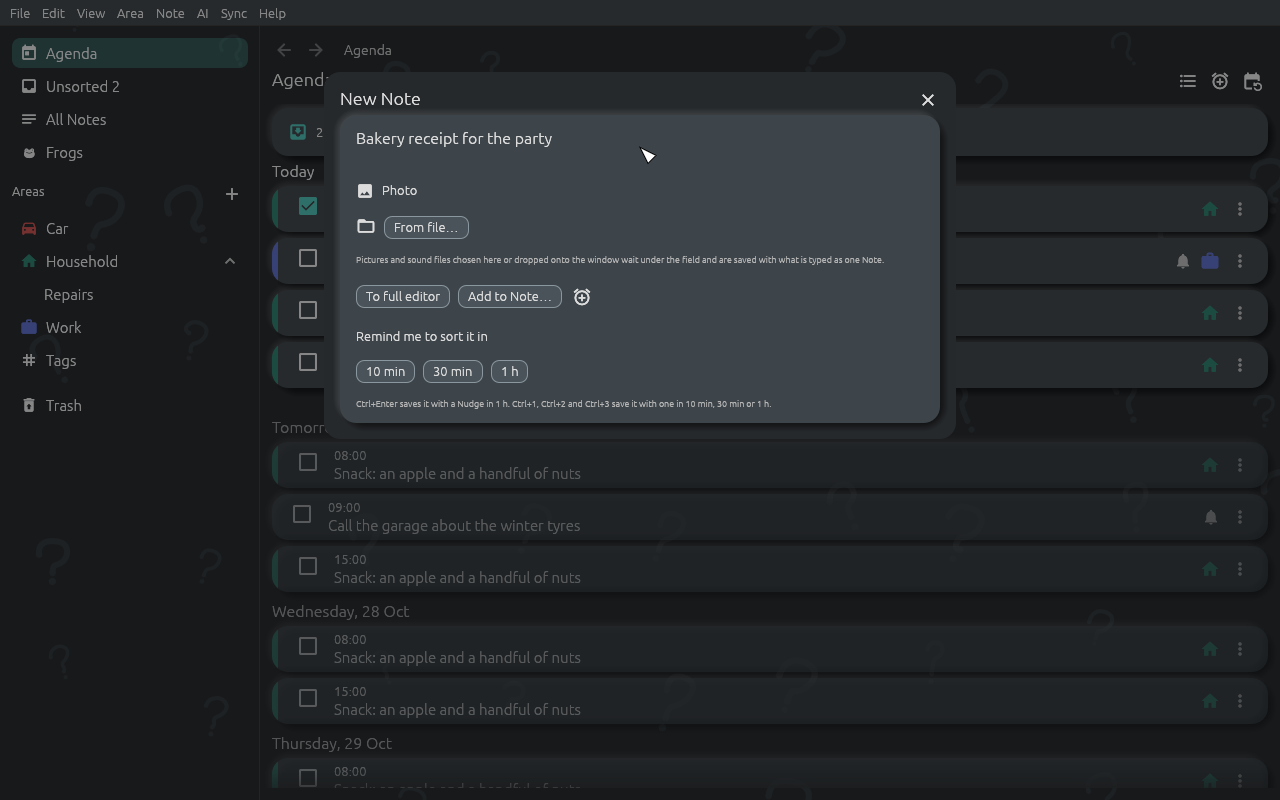 File Edit View Area Note AI Sync Help
Agenda
Unsorted 2
All Notes
Frogs
Areas
Car
Household
Repairs
Work
Tags
Trash
Agenda
2
Today
New Note
Bakery receipt for the party
Photo
From file...
Pictures and sound files chosen here or dropped onto the window wait under the field and are saved with what is typed as one Note.
To full editor Add to Note...
Remind me to sort it in
10 min 30 min 1 h
Ctrl+Enter saves it with a Nudge in 1 h. Ctrl+1, Ctrl+2 and Ctrl+3 save it with one in 10 min, 30 min or 1 h.
08:00
Snack: an apple and a handful of nuts
09:00
Call the garage about the winter tyres
15:00
Snack: an apple and a handful of nuts
Wednesday, 28 Oct
08:00
Snack: an apple and a handful of nuts
15:00
Snack: an apple and a handful of nuts
Thursday, 29 Oct
08:00
Snack: an apple and a handful of nuts